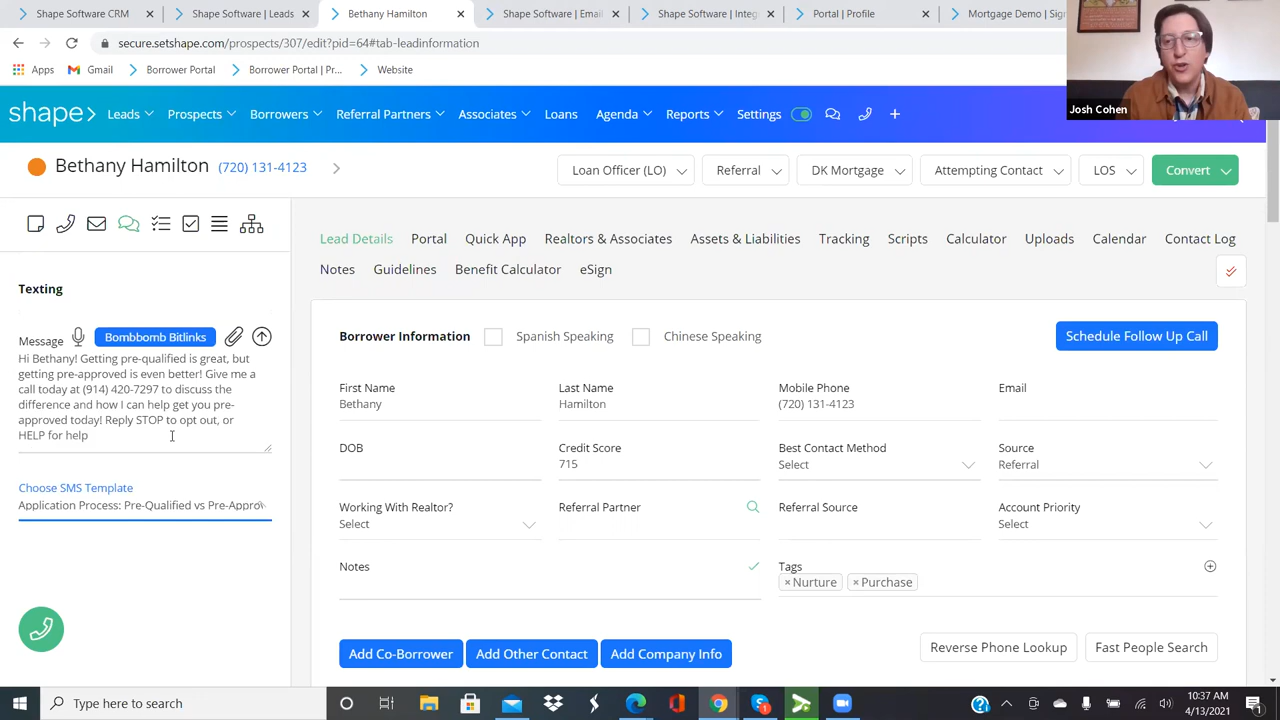 Shape Software CRM
Shape Software | Leads
Bethany Hamilton
Shape Software | Email
Shape Software | Integ
Profile
Mortgage Demo | Sig
secure.setshape.com/prospects/307/edit?pid=64#tab-leadinformation
Apps
Gmail
Borrower Portal
Borrower Portal | Pr...
Website
Josh Cohen
shape>
Leads
Prospects
Borrowers
Referral Partners
Associates
Loans
Agenda
Reports
Settings
Bethany Hamilton
(720) 131-4123
Loan Officer (LO)
Referral
DK Mortgage
Attempting Contact
LOS
Convert
Lead Details
Portal
Quick App
Realtors & Associates
Assets & Liabilities
Tracking
Scripts
Calculator
Uploads
Calendar
Contact Log
Notes
Guidelines
Benefit Calculator
eSign
Texting
Message
Bombbomb Bitlinks
Hi Bethany! Getting pre-qualified is great, but
getting pre-approved is even better! Give me a
call today at (914) 420-7297 to discuss the
difference and how I can help get you pre-
approved today! Reply STOP to opt out, or
HELP for help
Choose SMS Template
Application Process: Pre-Qualified vs Pre-Approv
Borrower Information
Spanish Speaking
Chinese Speaking
Schedule Follow Up Call
First Name
Last Name
Mobile Phone
Email
Bethany
Hamilton
(720) 131-4123
DOB
Credit Score
Best Contact Method
Source
715
Select
Referral
Working With Realtor?
Referral Partner
Referral Source
Account Priority
Select
Select
Notes
Tags
×Nurture
×Purchase
Add Co-Borrower
Add Other Contact
Add Company Info
Reverse Phone Lookup
Fast People Search
Type here to search
10:37 AM
4/13/2021